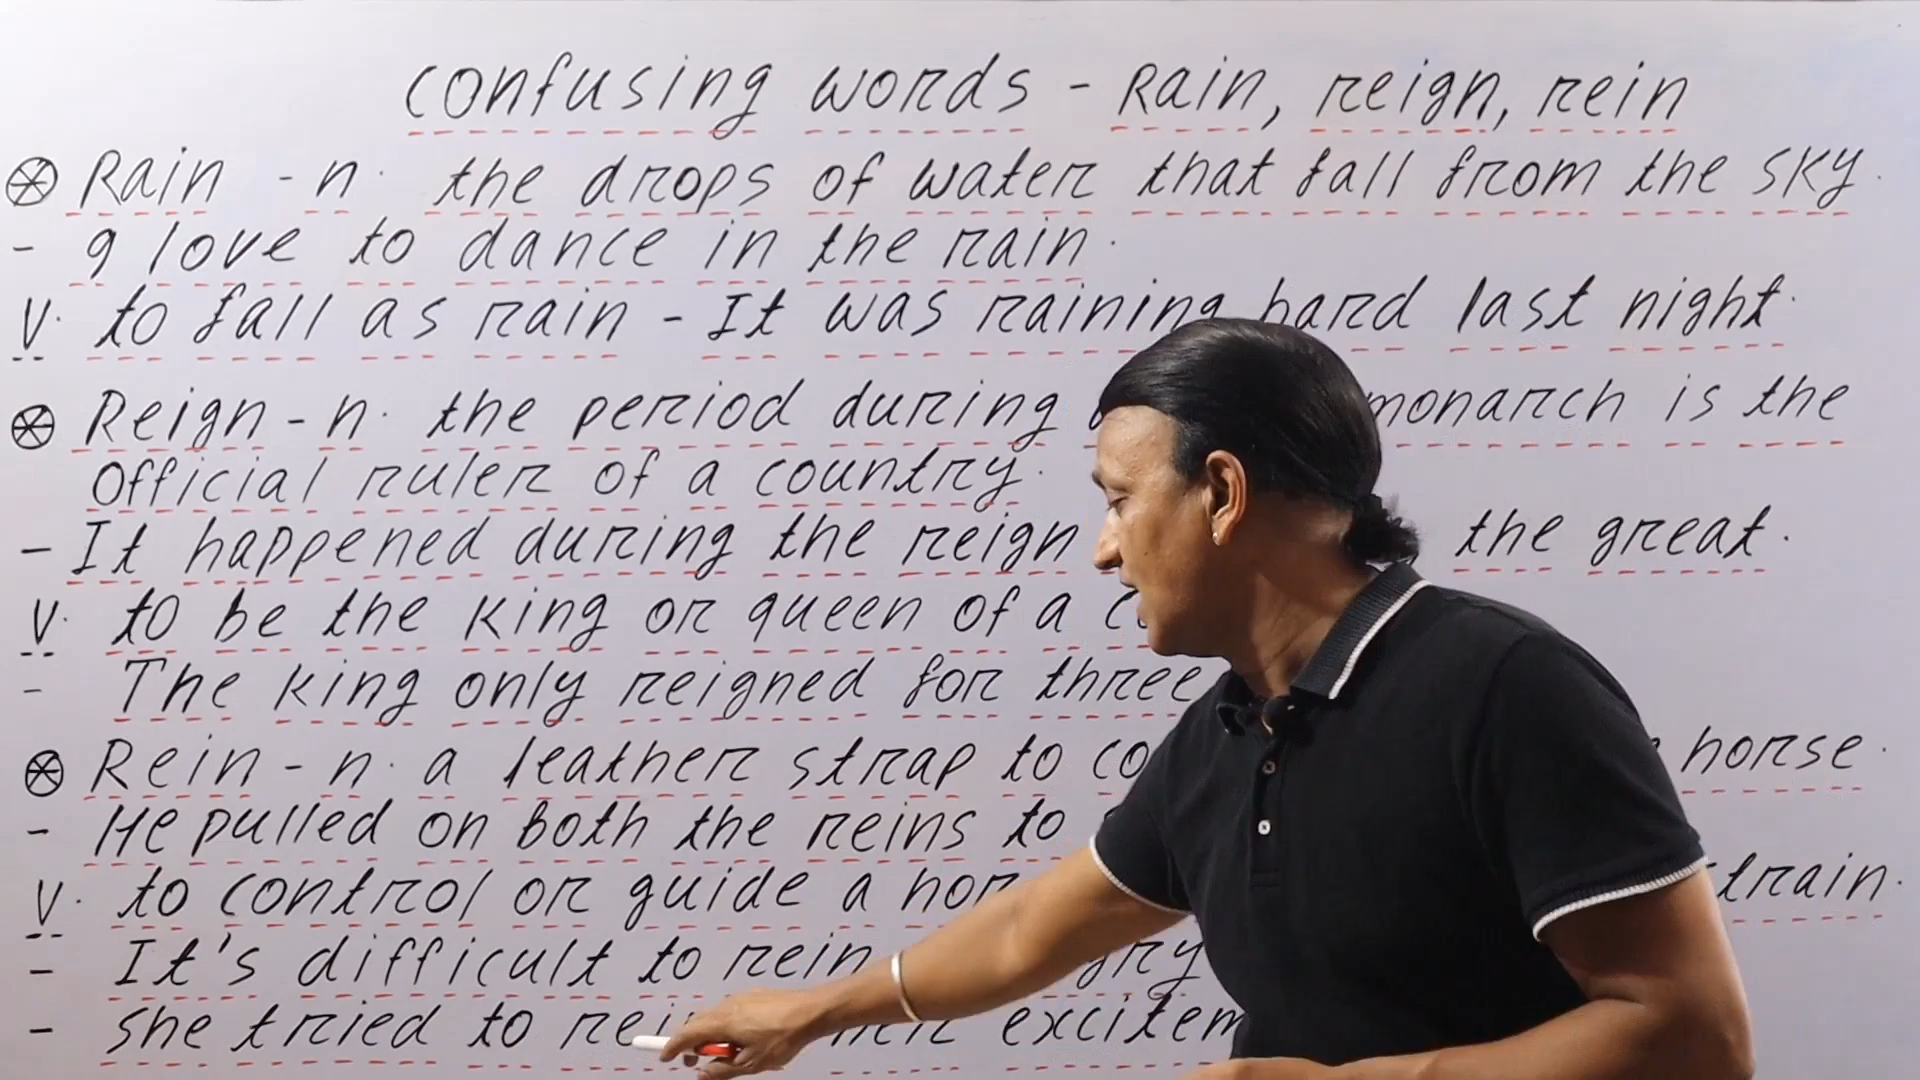 Confusing words - Rain, reign, rein
Rain - n. the drops of water that fall from the sky.
- I love to dance in the rain.
V. to fall as rain - It was raining hard last night.
Reign - n. the period during monarch is the
official ruler of a country.
- It happened during the reign the great.
V. to be the king or queen of a
- The king only reigned for three
Rein - n. a leather strap to horse.
- He pulled on both the reins to
V. to control or guide a train.
- It's difficult to rein
- she tried to